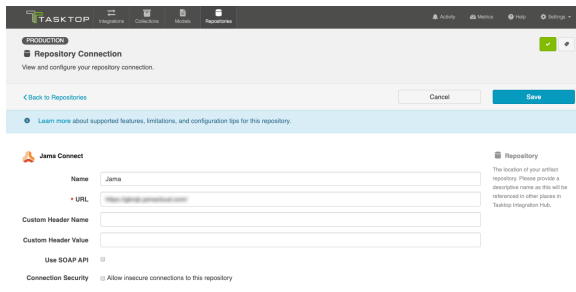 TASKTOP
Integrations
Collections
Models
Repositories
Activity
Metrics
Help
Settings
PRODUCTION
Repository Connection
View and configure your repository connection.
Back to Repositories
Cancel
Save
Learn more about supported features, limitations, and configuration tips for this repository.
Jama Connect
Name
Jama
* URL
Custom Header Name
Custom Header Value
Use SOAP API
Connection Security
Allow insecure connections to this repository
Repository
The location of your artifact
repository. Please provide a
descriptive name as this will be
referenced in other places in
Tasktop Integration Hub.